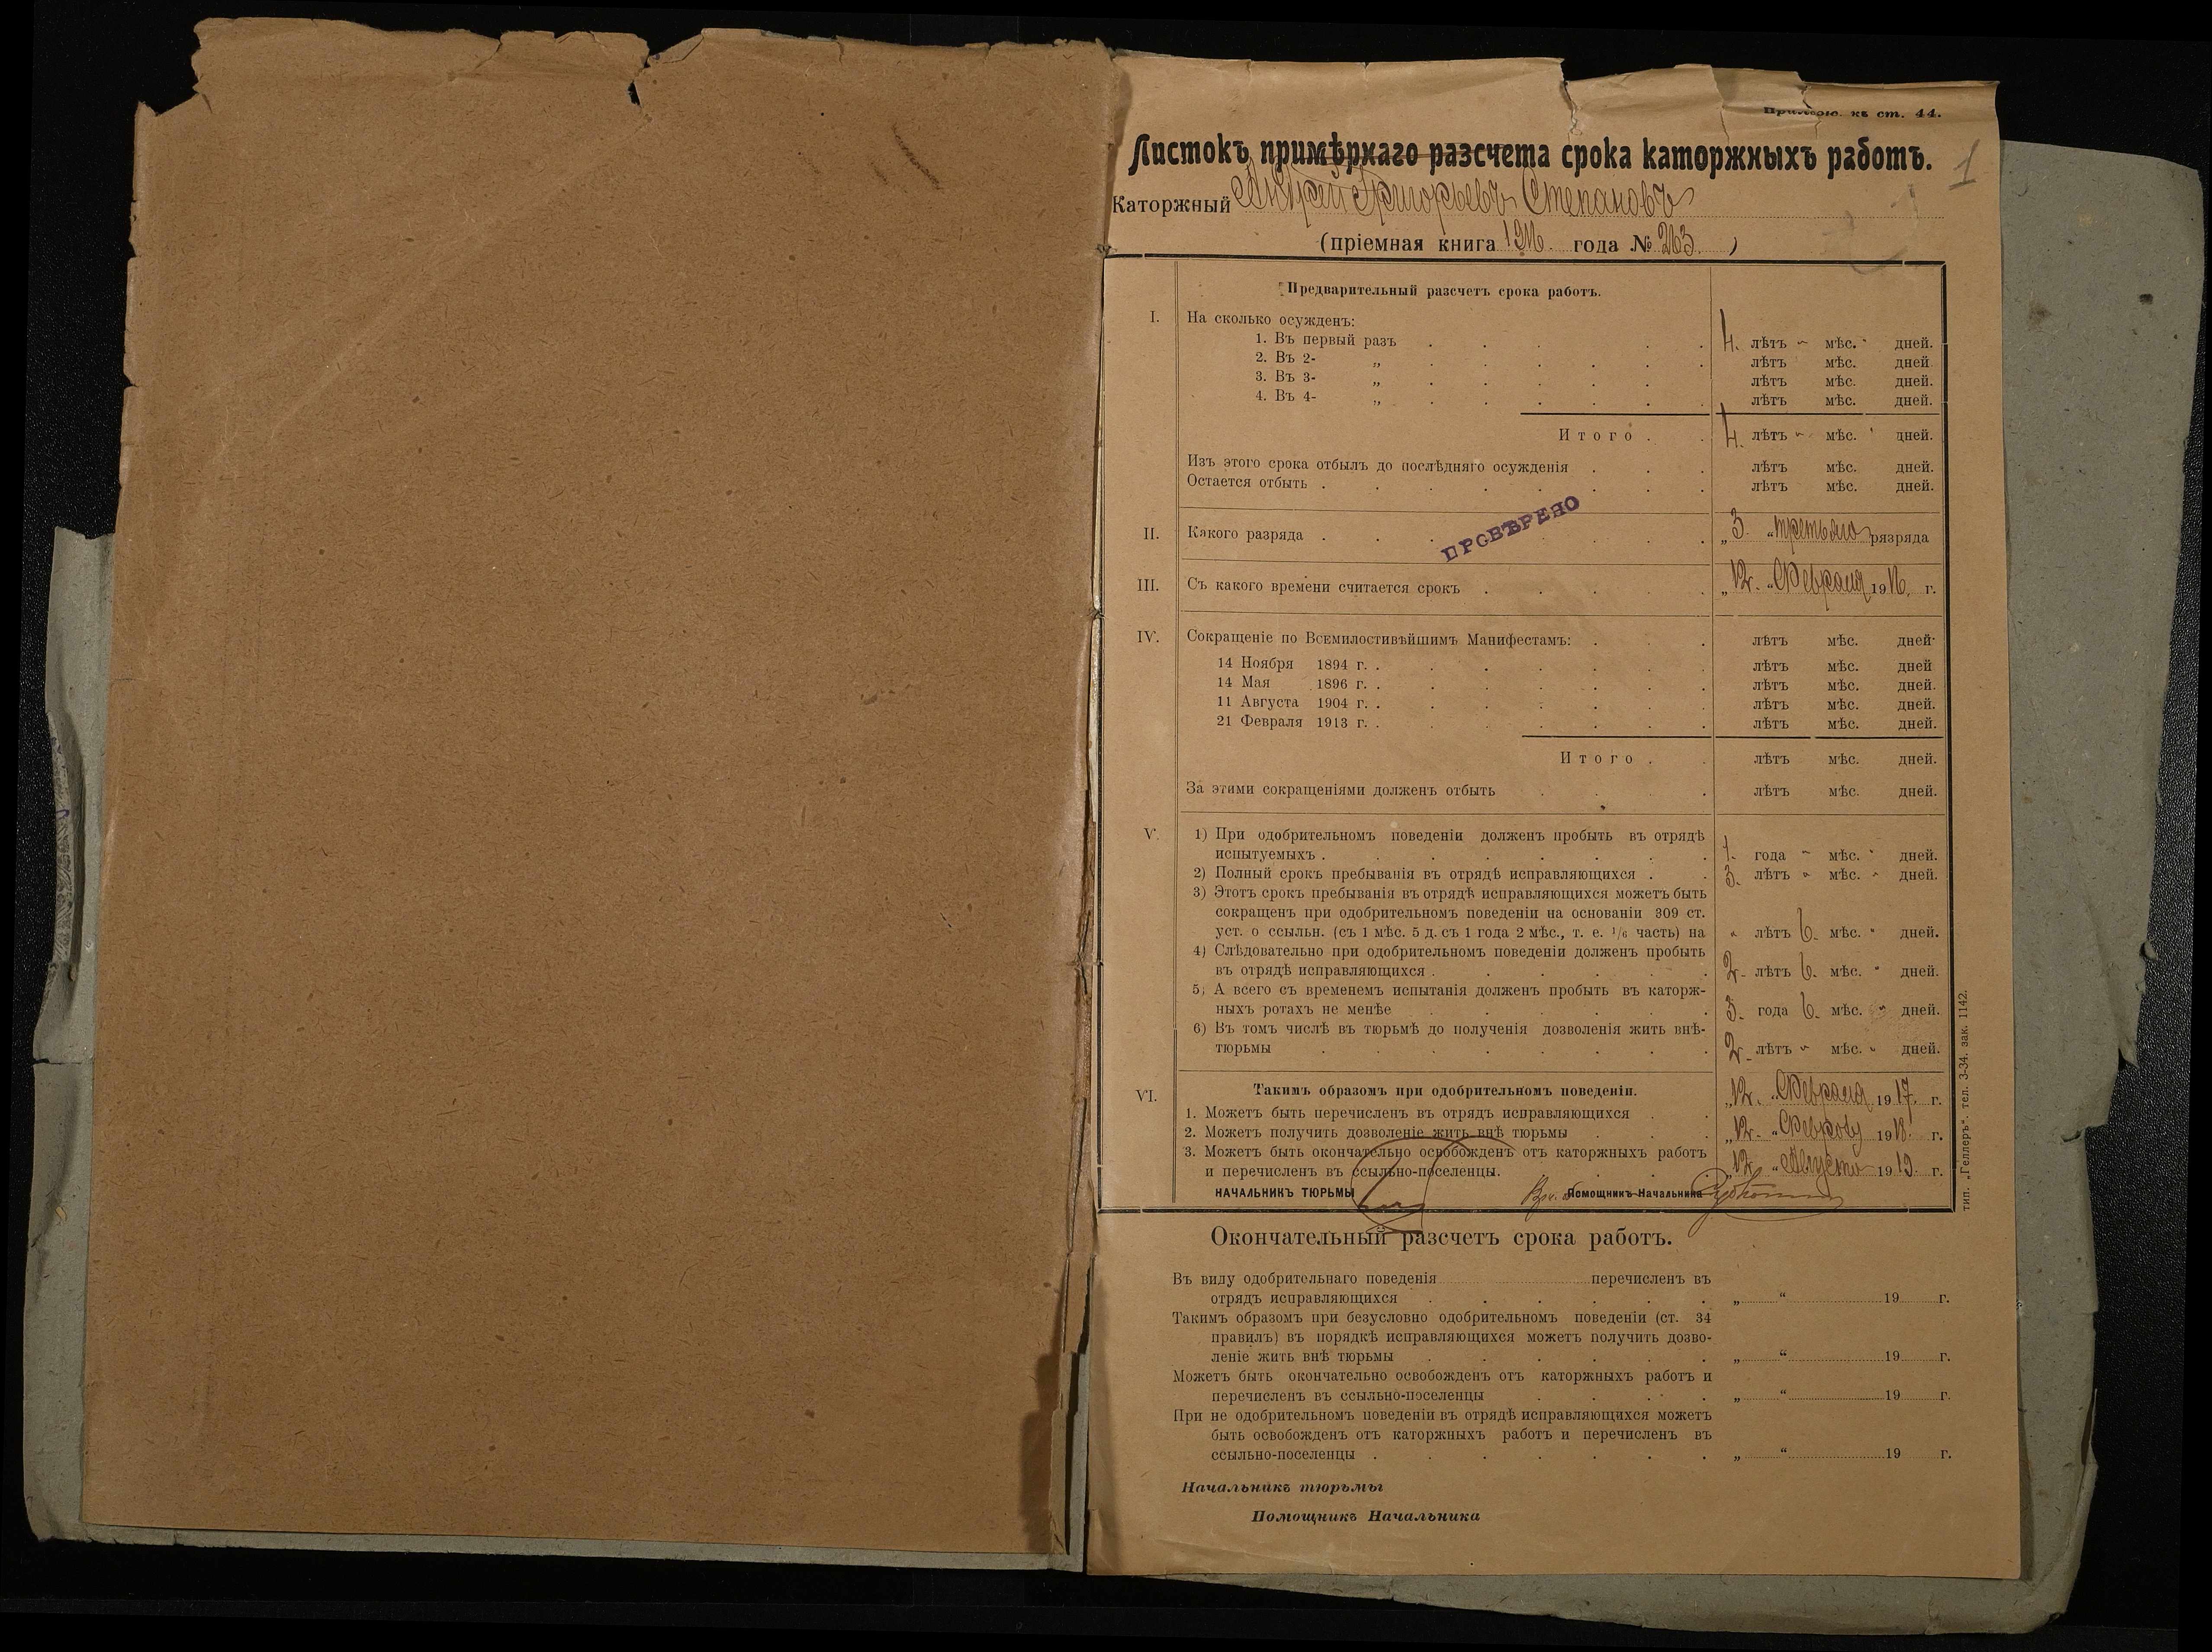 Прилож. къ ст. 44.
1
Листокъ примѣрнаго разсчета срока каторжныхъ работъ.
Каторжный Андрей Григорьевъ Степановъ
(пріемная книга 1916. года № 263. )
Предварительный разсчетъ срока работъ.
I. На сколько осужденъ:
1. Въ первый разъ . . . . . 4. лѣтъ " мѣс. " дней.
2. Въ 2- „ . . . . . . . лѣтъ мѣс. дней
3. Въ 3- „ . . . . . . лѣтъ мѣс. дней.
4. Въ 4- „ . . . . . . . лѣтъ мѣс. дней.
Итого . . 4. лѣтъ " мѣс. " дней.
Изъ этого срока отбылъ до послѣдняго осужденія . . . лѣтъ мѣс. дней.
Остается отбыть . . . . . . . . лѣтъ мѣс. дней.
ПРОВѢРЕНО
II. Какого разряда . . . . . . . . „ 3. “ третьяго разряда
III. Съ какого времени считается срокъ . . . . . „ 12. “ Февраля 1916. г.
IV. Сокращеніе по Всемилостивѣйшимъ Манифестамъ: . . . лѣтъ мѣс. дней.
14 Ноября 1894 г. . . . . . . . лѣтъ мѣс. дней
14 Мая 1896 г. . . . . . . . лѣтъ мѣс. дней.
11 Августа 1904 г. . . . . . . . лѣтъ мѣс. дней.
21 Февраля 1913 г. . . . . . . . лѣтъ мѣс. дней.
Итого . . лѣтъ мѣс. дней.
За этими сокращеніями долженъ отбыть . . . . лѣтъ мѣс. дней.
V. 1) При одобрительномъ поведеніи долженъ пробыть въ отрядѣ
испытуемыхъ . . . . . . . . 1. года " мѣс. " дней.
2) Полный срокъ пребыванія въ отрядѣ исправляющихся . . 3. лѣтъ " мѣс. " дней.
3) Этотъ срокъ пребыванія въ отрядѣ исправляющихся можетъ быть
сокращенъ при одобрительномъ поведеніи на основаніи 309 ст.
уст. о ссыльн. (съ 1 мѣс. 5 д. съ 1 года 2 мѣс., т. е. 1/6 часть) на " лѣтъ 6. мѣс. " дней.
4) Слѣдовательно при одобрительномъ поведеніи долженъ пробыть
въ отрядѣ исправляющихся . . . . . . 2. лѣтъ 6. мѣс. " дней.
5) А всего съ временемъ испытанія долженъ пробыть въ каторж-
ныхъ ротахъ не менѣе . . . . . . 3. года 6. мѣс. " дней.
6) Въ томъ числѣ въ тюрьмѣ до полученія дозволенія жить внѣ-
тюрьмы . . . . . . . . 2. лѣтъ " мѣс. " дней.
VI. Такимъ образомъ при одобрительномъ поведеніи.
1. Можетъ быть перечисленъ въ отрядъ исправляющихся . . „ 12. “ Февраля 1917. г.
2. Можетъ получить дозволеніе жить внѣ тюрьмы . . . „ 12. “ Февраля 1918. г.
3. Можетъ быть окончательно освобожденъ отъ каторжныхъ работъ
и перечисленъ въ ссыльно-поселенцы. . . . . „ 12 “ Августа 1919. г.
НАЧАЛЬНИКЪ ТЮРЬМЫ Помощникъ Начальника
тип. „Геллеръ“. тел. 3-34. зак. 1142.
Окончательный разсчетъ срока работъ.
Въ виду одобрительнаго поведенія перечисленъ въ
отрядъ исправляющихся . . . . . . „ “ 19 г.
Такимъ образомъ при безусловно одобрительномъ поведеніи (ст. 34
правилъ) въ порядкѣ исправляющихся можетъ получить дозво-
леніе жить внѣ тюрьмы . . . . . . „ “ 19 г.
Можетъ быть окончательно освобожденъ отъ каторжныхъ работъ и
перечисленъ въ ссыльно-поселенцы . . . . „ “ 19 г.
При не одобрительномъ поведеніи въ отрядѣ исправляющихся можетъ
быть освобожденъ отъ каторжныхъ работъ и перечисленъ въ
ссыльно-поселенцы . . . . . . . „ “ 19 г.
Начальникъ тюрьмы
Помощникъ Начальника